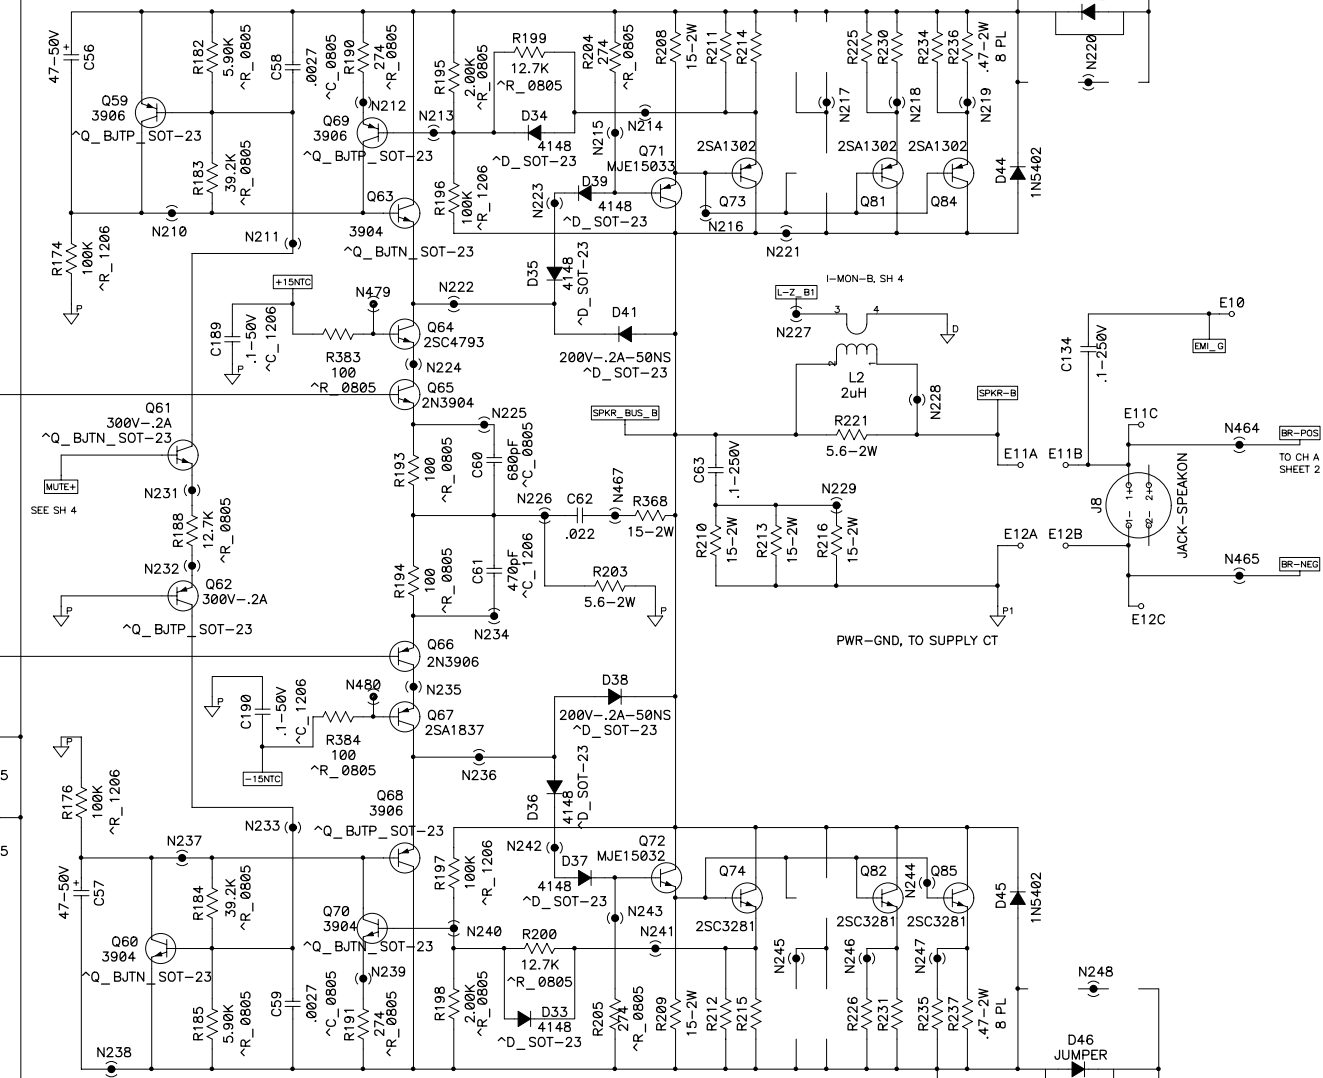 47-50V
C56
R182
5.90K
^R_0805
C58
.0027
^C_0805
R190
274
^R_0805
R195
2.00K
^R_0805
R199
12.7K
^R_0805
R204
274
^R_0805
R208
15-2W
R211
R214
R225
R230
R234
R236
.47-2W
8 PL
N220
Q59
3906
^Q_BJTP_SOT-23
N212
Q69
3906
^Q_BJTP_SOT-23
N213
D34
4148
^D_SOT-23
N215
N214
Q71
MJE15033
2SA1302
N217
N218
N219
2SA1302
2SA1302
D44
1N5402
R183
39.2K
^R_0805
Q63
3904
^Q_BJTN_SOT-23
R196
100K
^R_1206
N223
D39
4148
^D_SOT-23
Q73
N216
Q81
Q84
N210
N211
N221
R174
100K
^R_1206
P
+15NTC
N479
N222
D35
4148
^D_SOT-23
D41
200V-.2A-50NS
^D_SOT-23
I-MON-B, SH 4
L-Z_B1
N227
3
4
D
E10
EMI_G
C134
.1-250V
C189
.1-50V
^C_1206
P
R383
100
^R_0805
Q64
2SC4793
N224
Q65
2N3904
2
1
L2
2uH
N228
SPKR-B
Q61
300V-.2A
^Q_BJTN_SOT-23
MUTE+
SEE SH 4
N225
SPKR_BUS_B
R221
5.6-2W
E11C
N464
BR-POS
TO CH A
SHEET 2
E11A
E11B
R193
100
^R_0805
C60
680pF
^C_0805
C63
.1-250V
N231
R188
12.7K
^R_0805
N232
N226
C62
.022
N467
R368
15-2W
N229
R210
15-2W
R213
15-2W
R216
15-2W
J8
1+
2+
1-
2-
JACK-SPEAKON
E12A
E12B
N465
BR-NEG
E12C
R194
100
^R_0805
C61
470pF
^C_1206
R203
5.6-2W
P
P1
PWR-GND, TO SUPPLY CT
Q62
300V-.2A
^Q_BJTP_SOT-23
P
N234
Q66
2N3906
N235
Q67
2SA1837
N480
P
C190
.1-50V
^C_1206
R384
100
^R_0805
-15NTC
D38
200V-.2A-50NS
^D_SOT-23
N236
P
R176
100K
^R_1206
5
5
Q68
3906
^Q_BJTP_SOT-23
D36
4148
^D_SOT-23
N233
N237
N242
D37
4148
^D_SOT-23
Q72
MJE15032
Q74
2SC3281
Q82
N244
Q85
2SC3281
2SC3281
D45
1N5402
47-50V
C57
R184
39.2K
^R_0805
R197
100K
^R_1206
Q70
3904
^Q_BJTN_SOT-23
N240
N243
N241
Q60
3904
^Q_BJTN_SOT-23
R200
12.7K
^R_0805
N245
N246
N247
N248
N239
R185
5.90K
^R_0805
C59
.0027
^C_0805
R191
274
^R_0805
R198
2.00K
^R_0805
D33
4148
^D_SOT-23
R205
274
^R_0805
R209
15-2W
R212
R215
R226
R231
R235
R237
.47-2W
8 PL
D46
JUMPER
N238